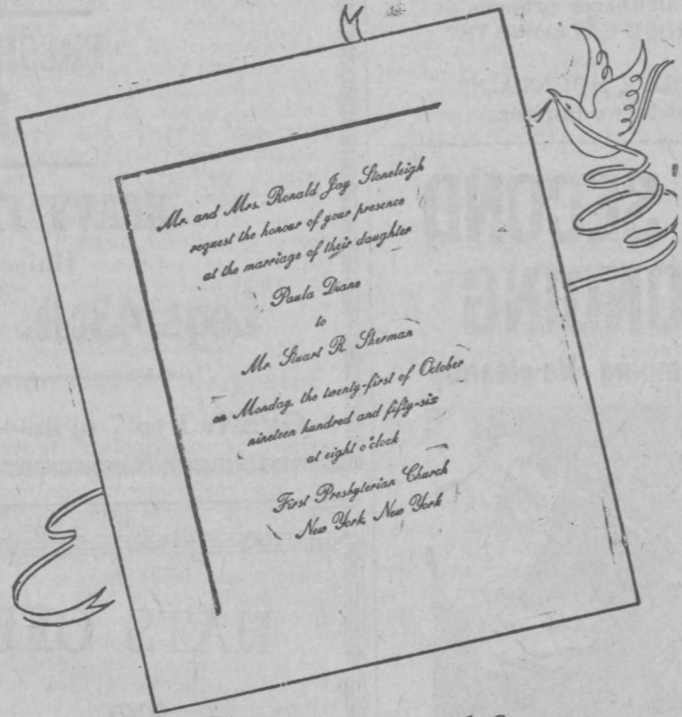 Mr. and Mrs. Ronald Jay Stoneleigh
request the honour of your presence
at the marriage of their daughter
Paula Diane
to
Mr. Stuart R. Sherman
on Monday, the twenty-first of October
nineteen hundred and fifty-six
at eight o'clock
First Presbyterian Church
New York, New York